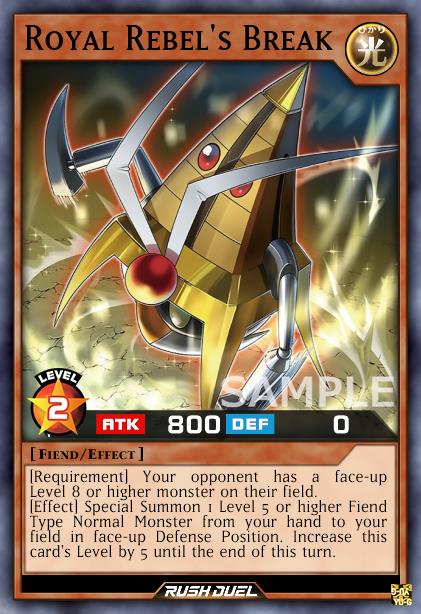 Royal Rebel's Break
ひかり
光
SAMPLE
LEVEL
2
ATK 800 DEF 0
[Fiend/Effect]
[Requirement] Your opponent has a face-up
Level 8 or higher monster on their field.
[Effect] Special Summon 1 Level 5 or higher Fiend
Type Normal Monster from your hand to your
field in face-up Defense Position. Increase this
card's Level by 5 until the end of this turn.
RUSH DUEL